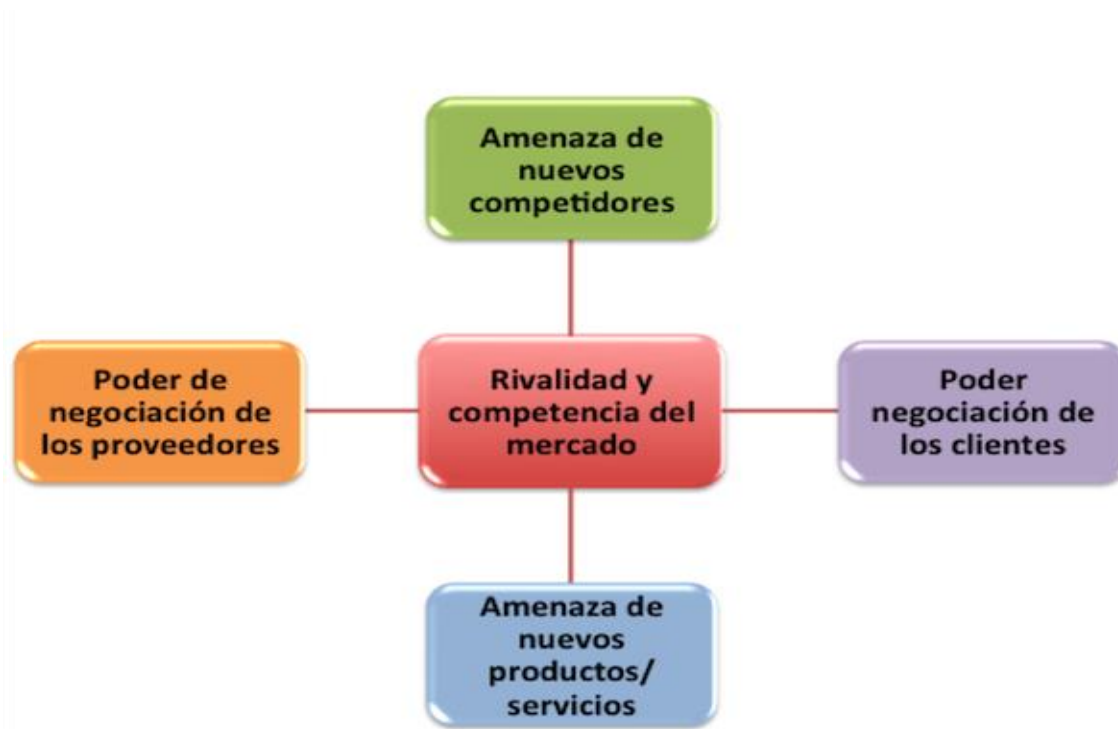 Amenaza de
nuevos
competidores
Poder de
negociación de
los proveedores
Rivalidad y
competencia del
mercado
Poder
negociación de
los clientes
Amenaza de
nuevos
productos/
servicios